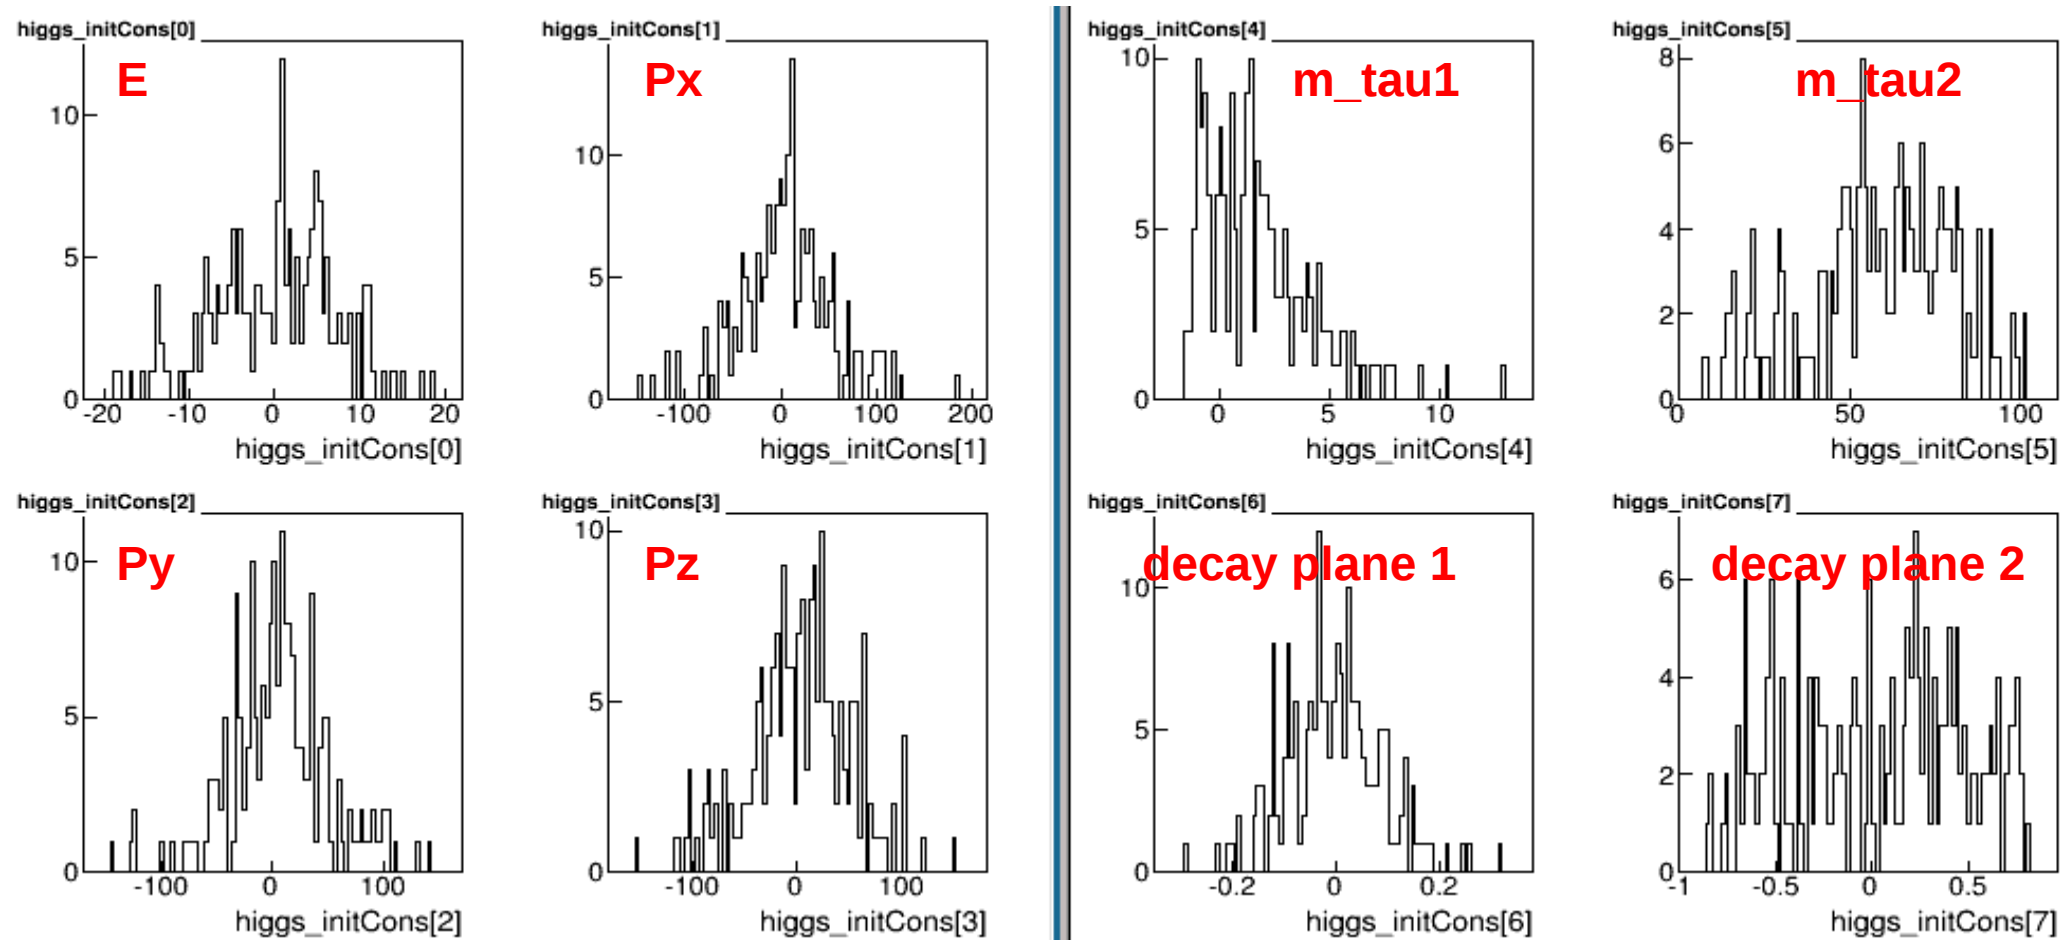 higgs_initCons[0]
E
10
5
0
-20 -10 0 10 20
higgs_initCons[0]
higgs_initCons[1]
Px
10
5
0
-100 0 100 200
higgs_initCons[1]
higgs_initCons[4]
m_tau1
10
5
0
0 5 10
higgs_initCons[4]
higgs_initCons[5]
m_tau2
8
6
4
2
0
0 50 100
higgs_initCons[5]
higgs_initCons[2]
Py
10
5
0
-100 0 100
higgs_initCons[2]
higgs_initCons[3]
Pz
10
5
0
-100 0 100
higgs_initCons[3]
higgs_initCons[6]
decay plane 1
10
5
0
-0.2 0 0.2
higgs_initCons[6]
higgs_initCons[7]
decay plane 2
6
4
2
0
-1 -0.5 0 0.5
higgs_initCons[7]